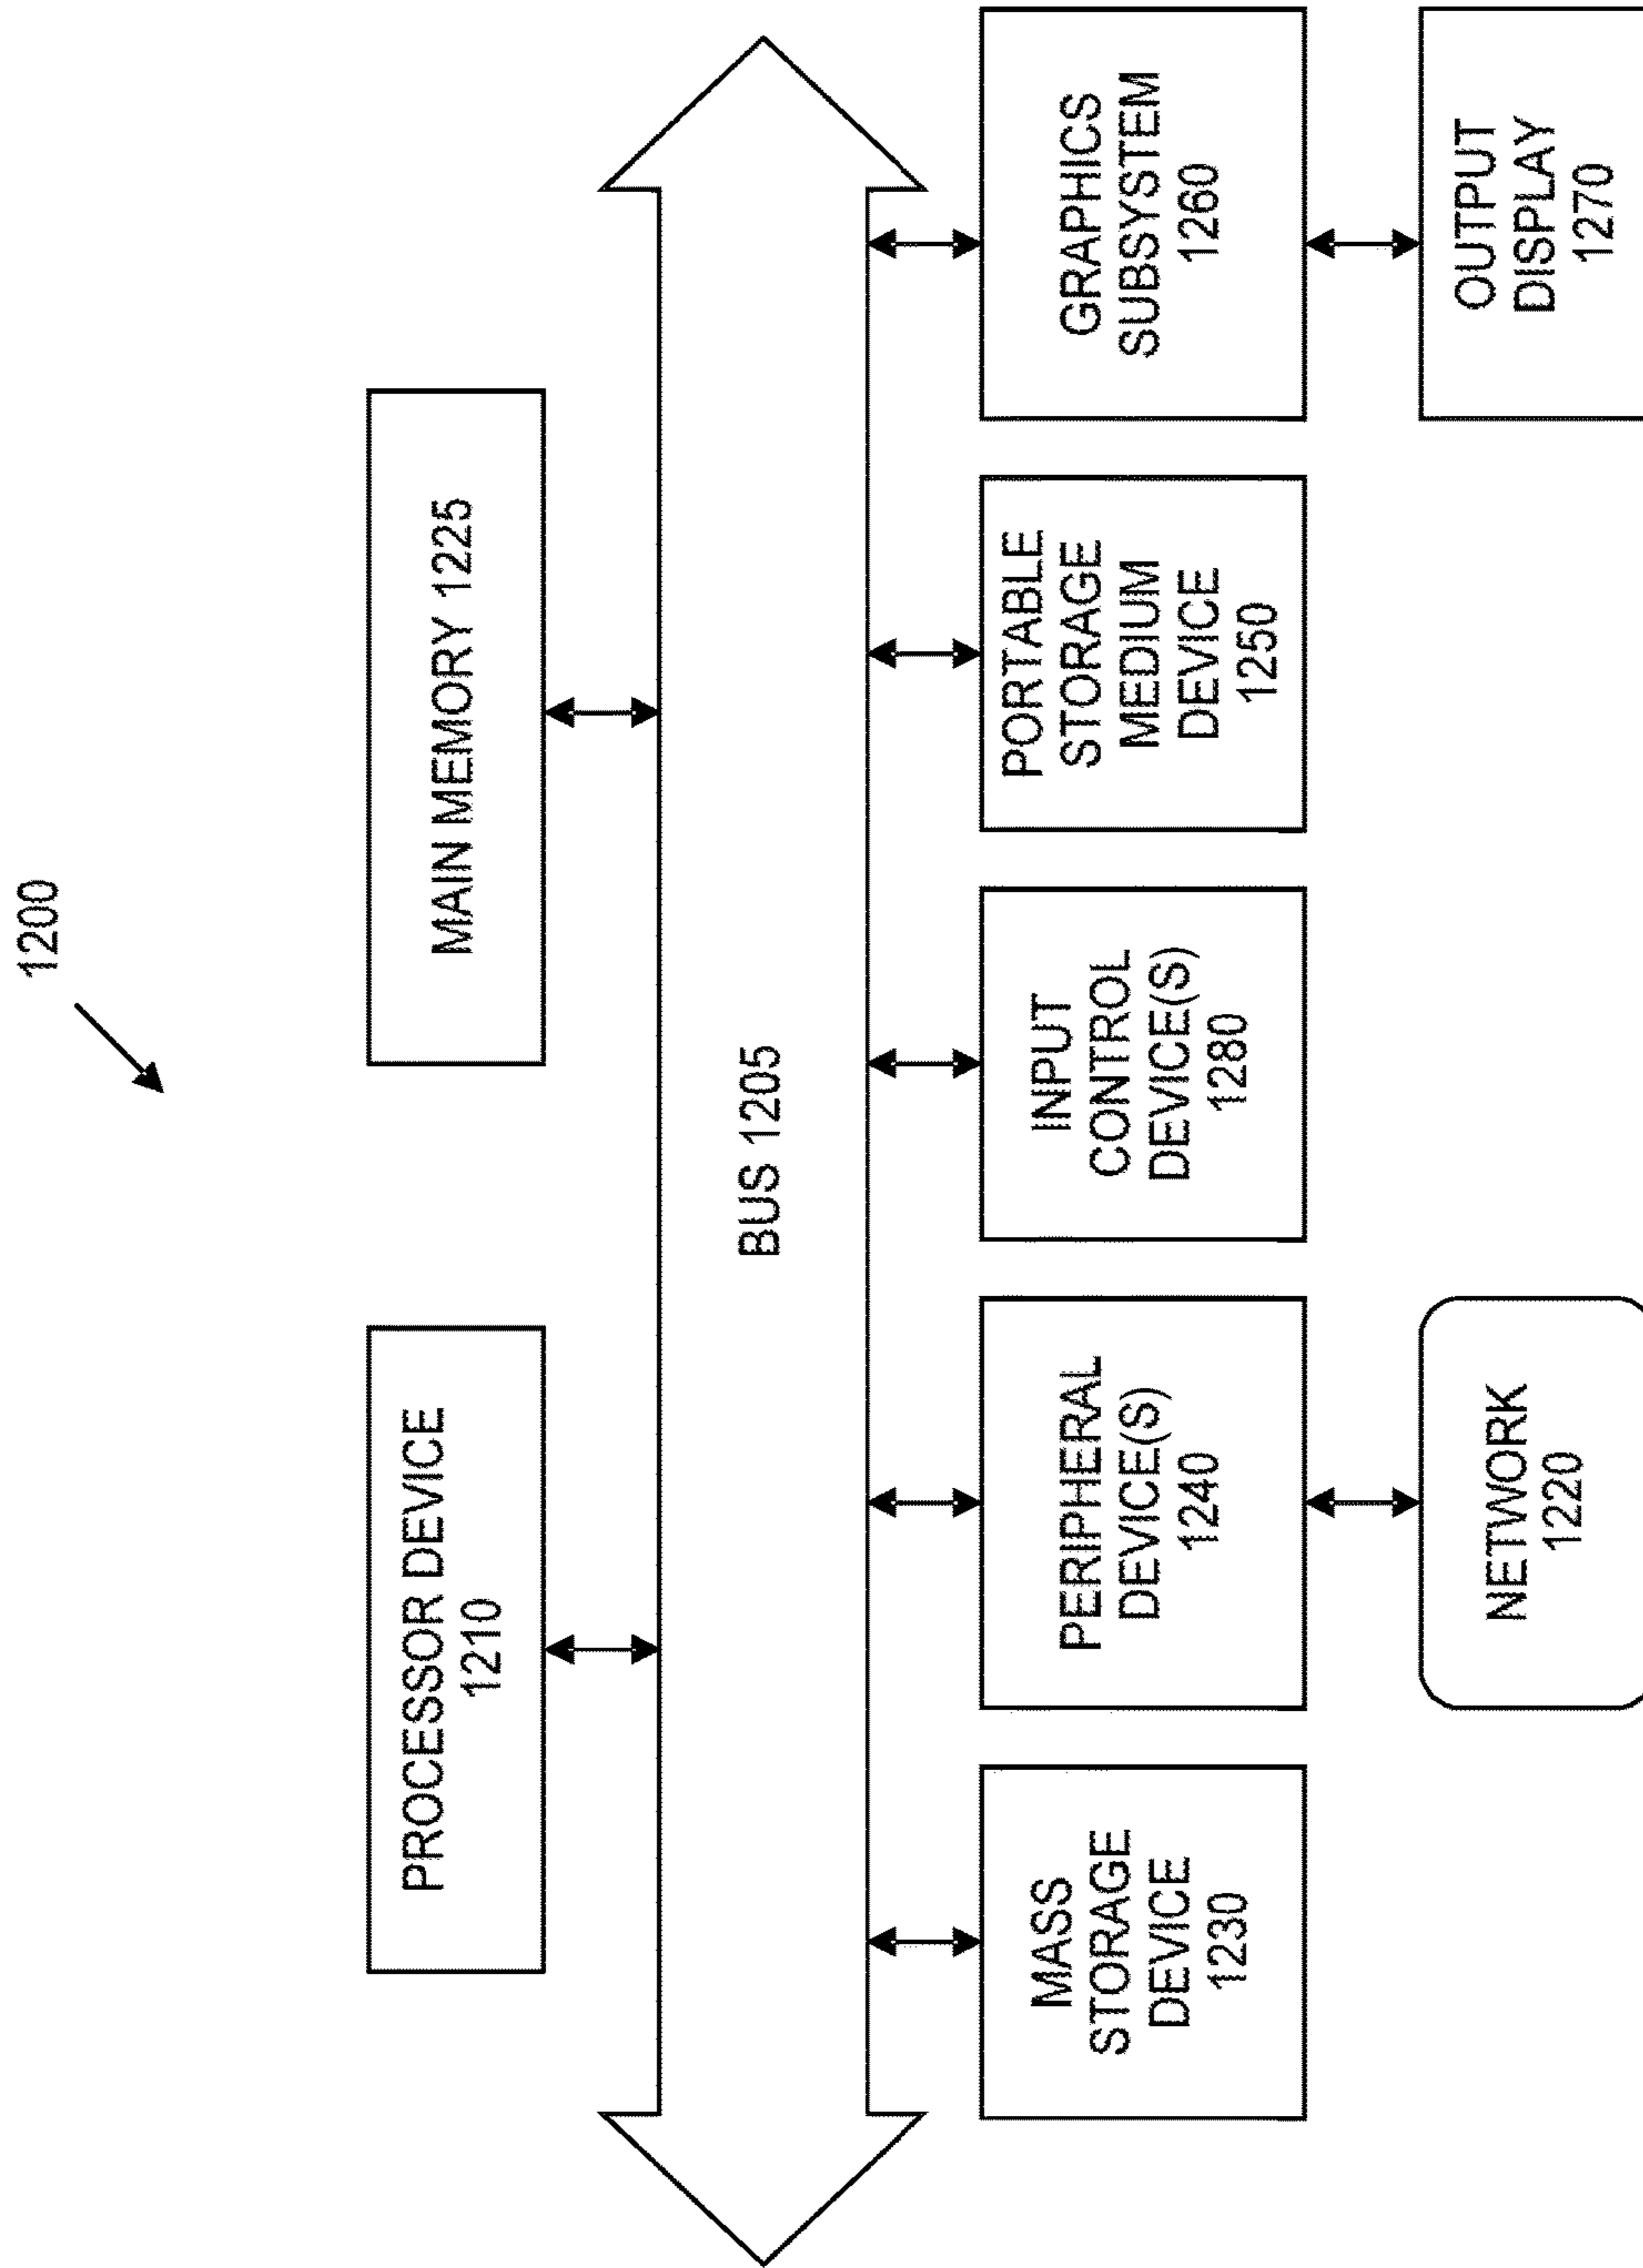 1200
PROCESSOR DEVICE
1210
MAIN MEMORY 1225
BUS 1205
MASS
STORAGE
DEVICE
1230
PERIPHERAL
DEVICE(S)
1240
INPUT
CONTROL
DEVICE(S)
1280
PORTABLE
STORAGE
MEDIUM
DEVICE
1250
GRAPHICS
SUBSYSTEM
1260
NETWORK
1220
OUTPUT
DISPLAY
1270